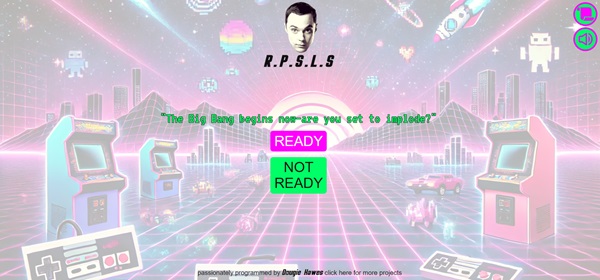 R.P.S.L.S
"The Big Bang begins now-are you set to implode?"
READY
NOT
READY
passionately programmed by Dougie Hawes click here for more projects